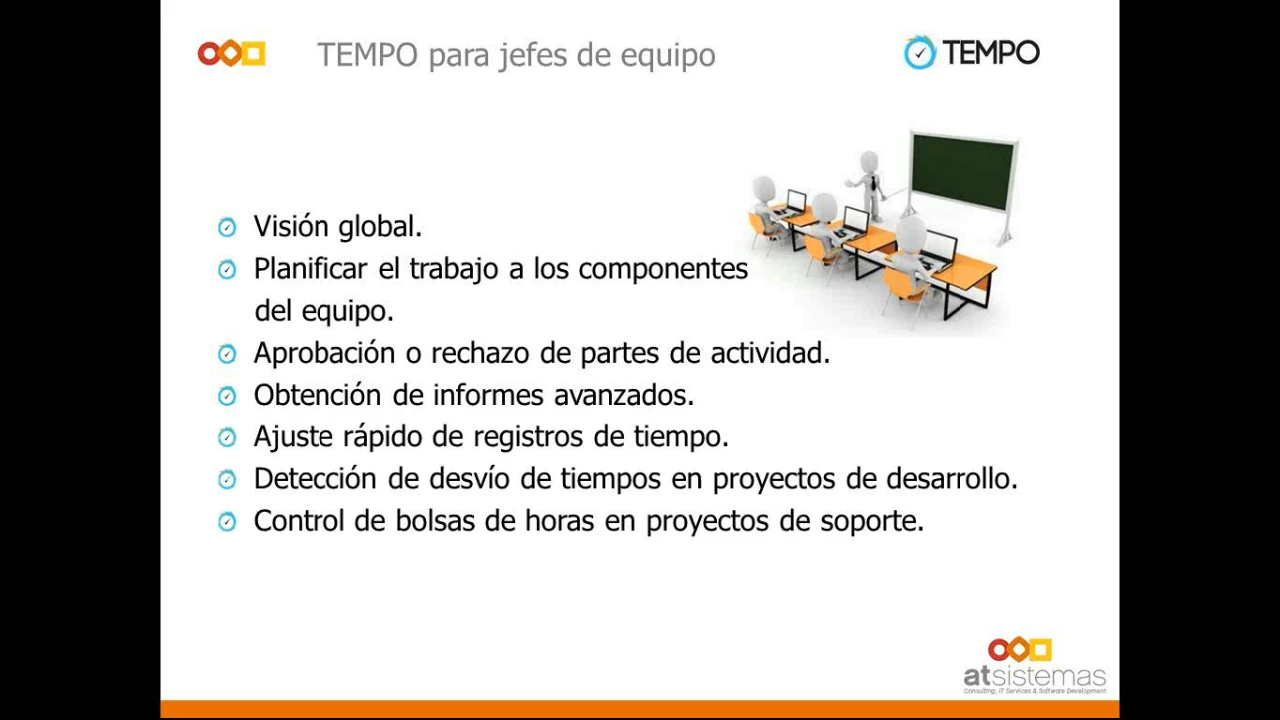 TEMPO para jefes de equipo
TEMPO
Visión global.
Planificar el trabajo a los componentes
del equipo.
Aprobación o rechazo de partes de actividad.
Obtención de informes avanzados.
Ajuste rápido de registros de tiempo.
Detección de desvío de tiempos en proyectos de desarrollo.
Control de bolsas de horas en proyectos de soporte.
atsistemas
Consulting, IT Services & Software Development